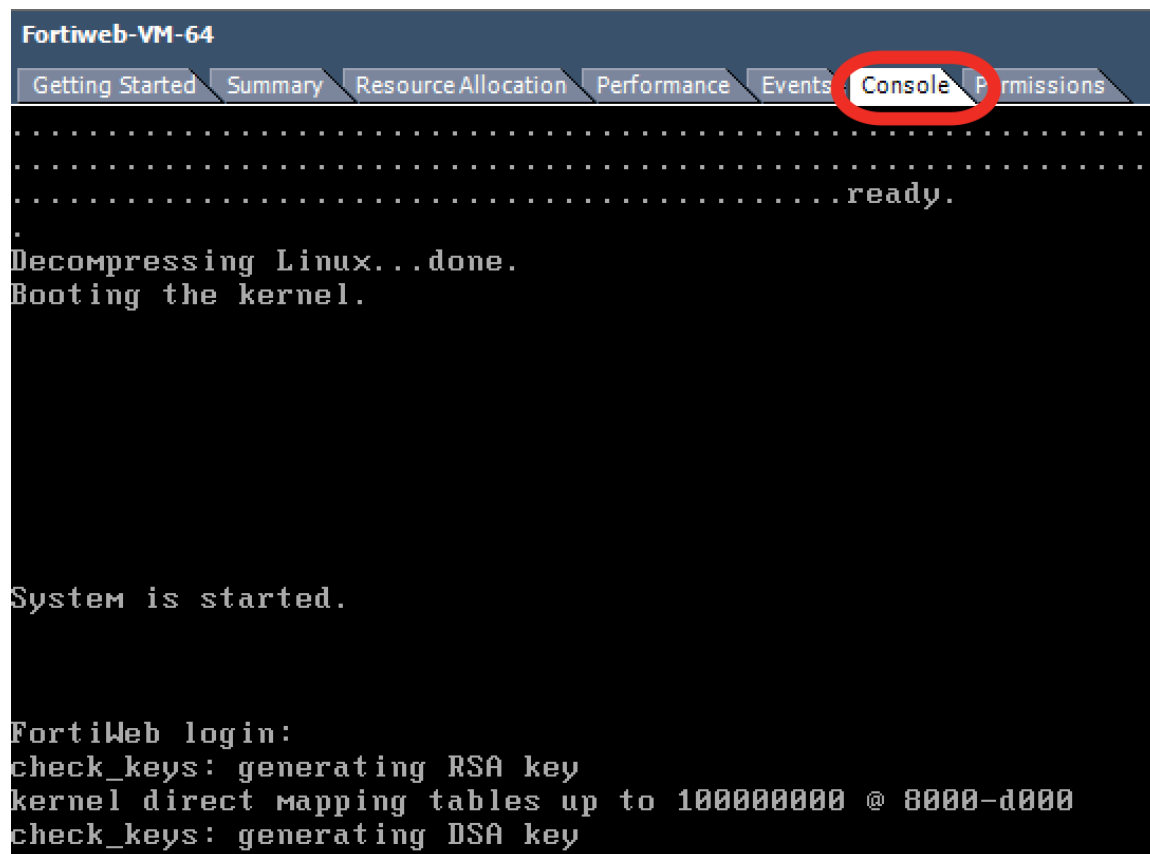 Fortiweb-VM-64
Getting Started Summary Resource Allocation Performance Events Console Permissions
............................................................
............................................................
............................................ready.
.
Decompressing Linux...done.
Booting the kernel.
System is started.
FortiWeb login:
check_keys: generating RSA key
kernel direct mapping tables up to 100000000 @ 8000-d000
check_keys: generating DSA key